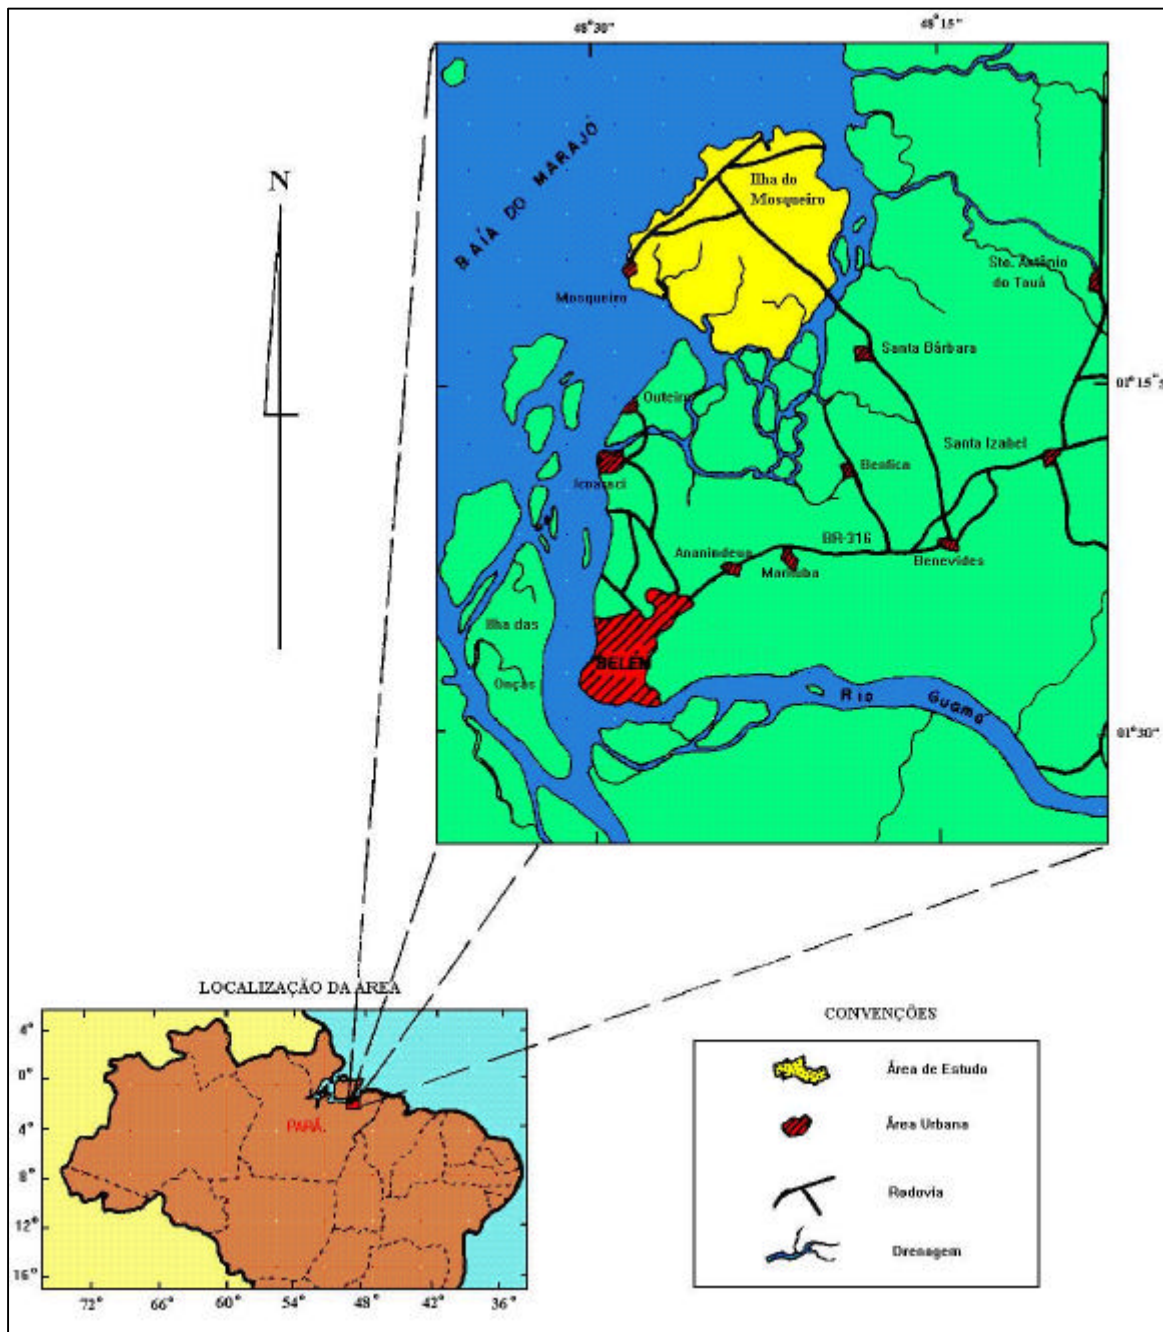 48°30"
48°15"
N
BAÍA DO MARAJO
Ilha do
Mosqueiro
Ste. Antônio
do Tauá
Mosqueiro
Santa Bárbara
01°15"S
Outeiro
Santa Izabel
Benfica
Icoaraci
BR-316
Ananindeua
Marituba
Benevides
Ilha das
Onças
BELÉM
Rio Guamá
01°30"
LOCALIZAÇÃO DA ÁREA
CONVENÇÕES
4°
0°
4°
8°
12°
16°
PARÁ
72°
66°
60°
54°
48°
42°
36°
Área de Estudo
Área Urbana
Rodovia
Drenagem